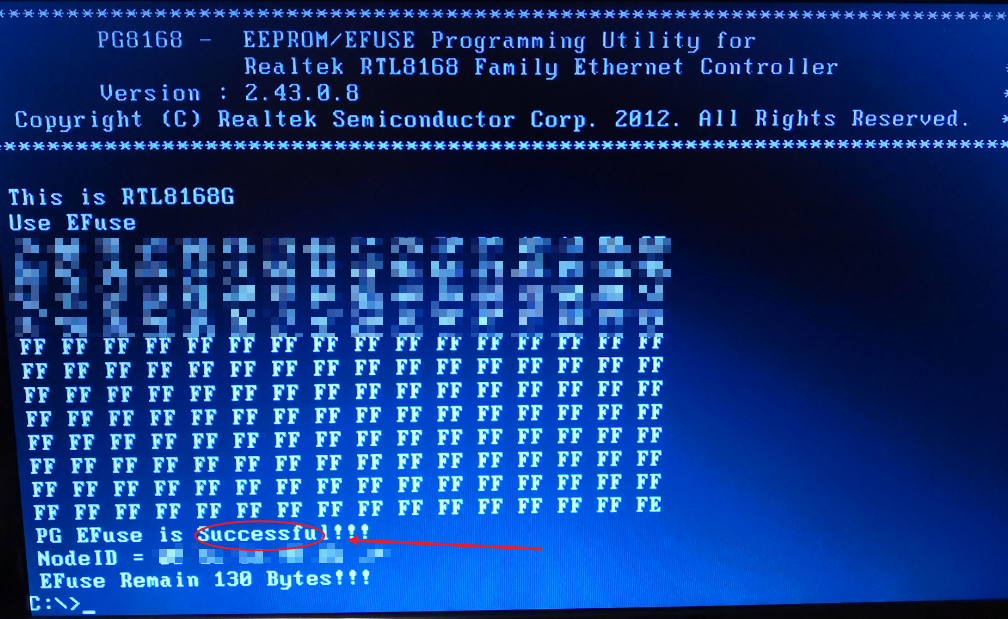 ************************************************************************
PG8168 - EEPROM/EFUSE Programming Utility for
Realtek RTL8168 Family Ethernet Controller
Version : 2.43.0.8
Copyright (C) Realtek Semiconductor Corp. 2012. All Rights Reserved.
************************************************************************
This is RTL8168G
Use EFuse
FF FF FF FF FF FF FF FF FF FF FF FF FF FF FF FF
FF FF FF FF FF FF FF FF FF FF FF FF FF FF FF FF
FF FF FF FF FF FF FF FF FF FF FF FF FF FF FF FF
FF FF FF FF FF FF FF FF FF FF FF FF FF FF FF FF
FF FF FF FF FF FF FF FF FF FF FF FF FF FF FF FF
FF FF FF FF FF FF FF FF FF FF FF FF FF FF FF FF
FF FF FF FF FF FF FF FF FF FF FF FF FF FF FF FF
FF FF FF FF FF FF FF FF FF FF FF FF FF FF FF FE
PG EFuse is Successful!!!
NodeID =
EFuse Remain 130 Bytes!!!
C:\>_